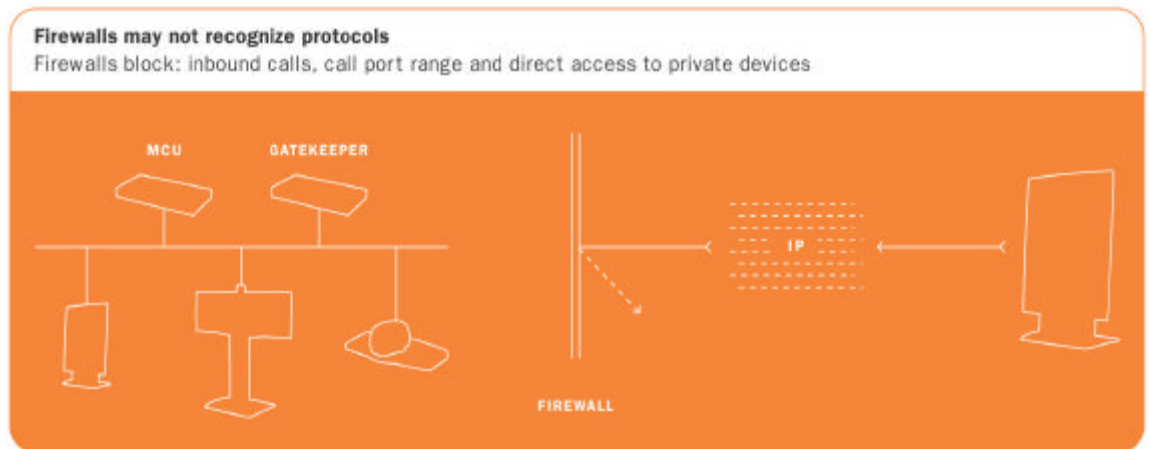 Firewalls may not recognize protocols
Firewalls block: inbound calls, call port range and direct access to private devices
MCU
GATEKEEPER
IP
FIREWALL